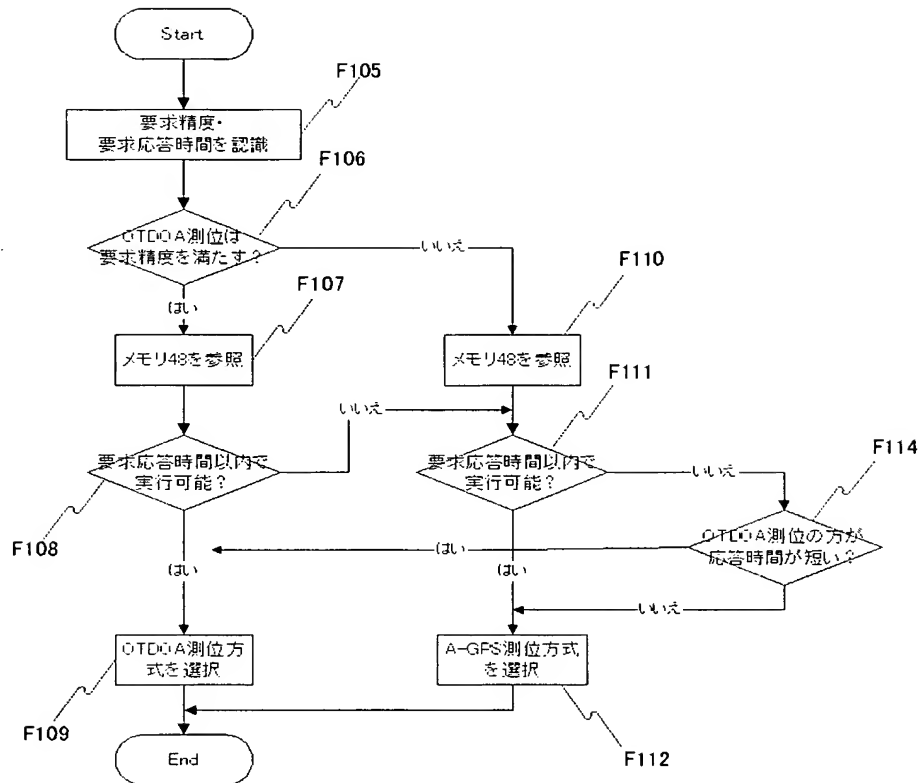 Start
F105
要求精度・
要求応答時間を認識
F106
OTDOA測位は
要求精度を満たす?
いいえ
はい
F107
F110
メモリ48を参照
メモリ48を参照
F111
いいえ
要求応答時間以内で
実行可能?
要求応答時間以内で
実行可能?
いいえ
F114
F108
OTDOA測位の方が
応答時間が短い?
はい
はい
はい
いいえ
OTDOA測位方
式を選択
A-GPS測位方式
を選択
F109
F112
End